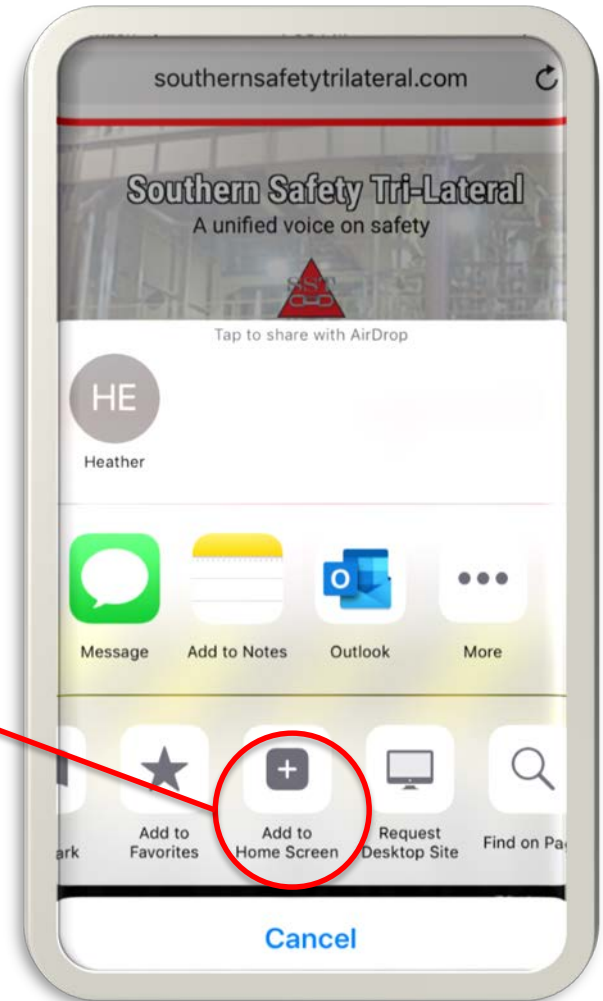 southernsafetytrilateral.com
Southern Safety Tri-Lateral
A unified voice on safety
SST
Tap to share with AirDrop
HE
Heather
Message
Add to Notes
O
Outlook
More
ark
Add to
Favorites
Add to
Home Screen
Request
Desktop Site
Find on Pa
Cancel